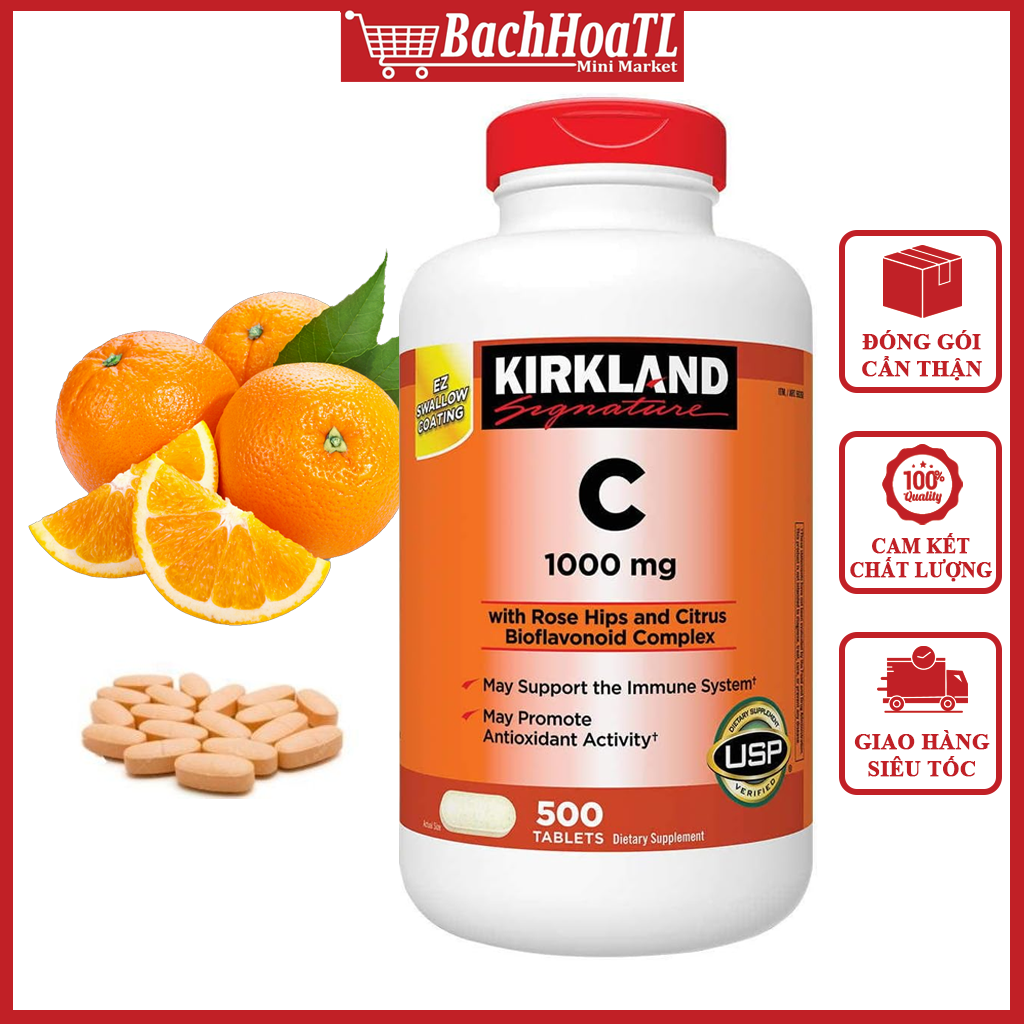 BachHoaTL
Mini Market
EZ
SWALLOW
COATING
KIRKLAND
Signature
C
1000 mg
with Rose Hips and Citrus
Bioflavonoid Complex
May Support the Immune System†
May Promote
Antioxidant Activity†
DIETARY SUPPLEMENT
USP
VERIFIED
®
Actual Size
500
TABLETS Dietary Supplement
ĐÓNG GÓI
CẨN THẬN
100%
Quality
CAM KẾT
CHẤT LƯỢNG
GIAO HÀNG
SIÊU TỐC